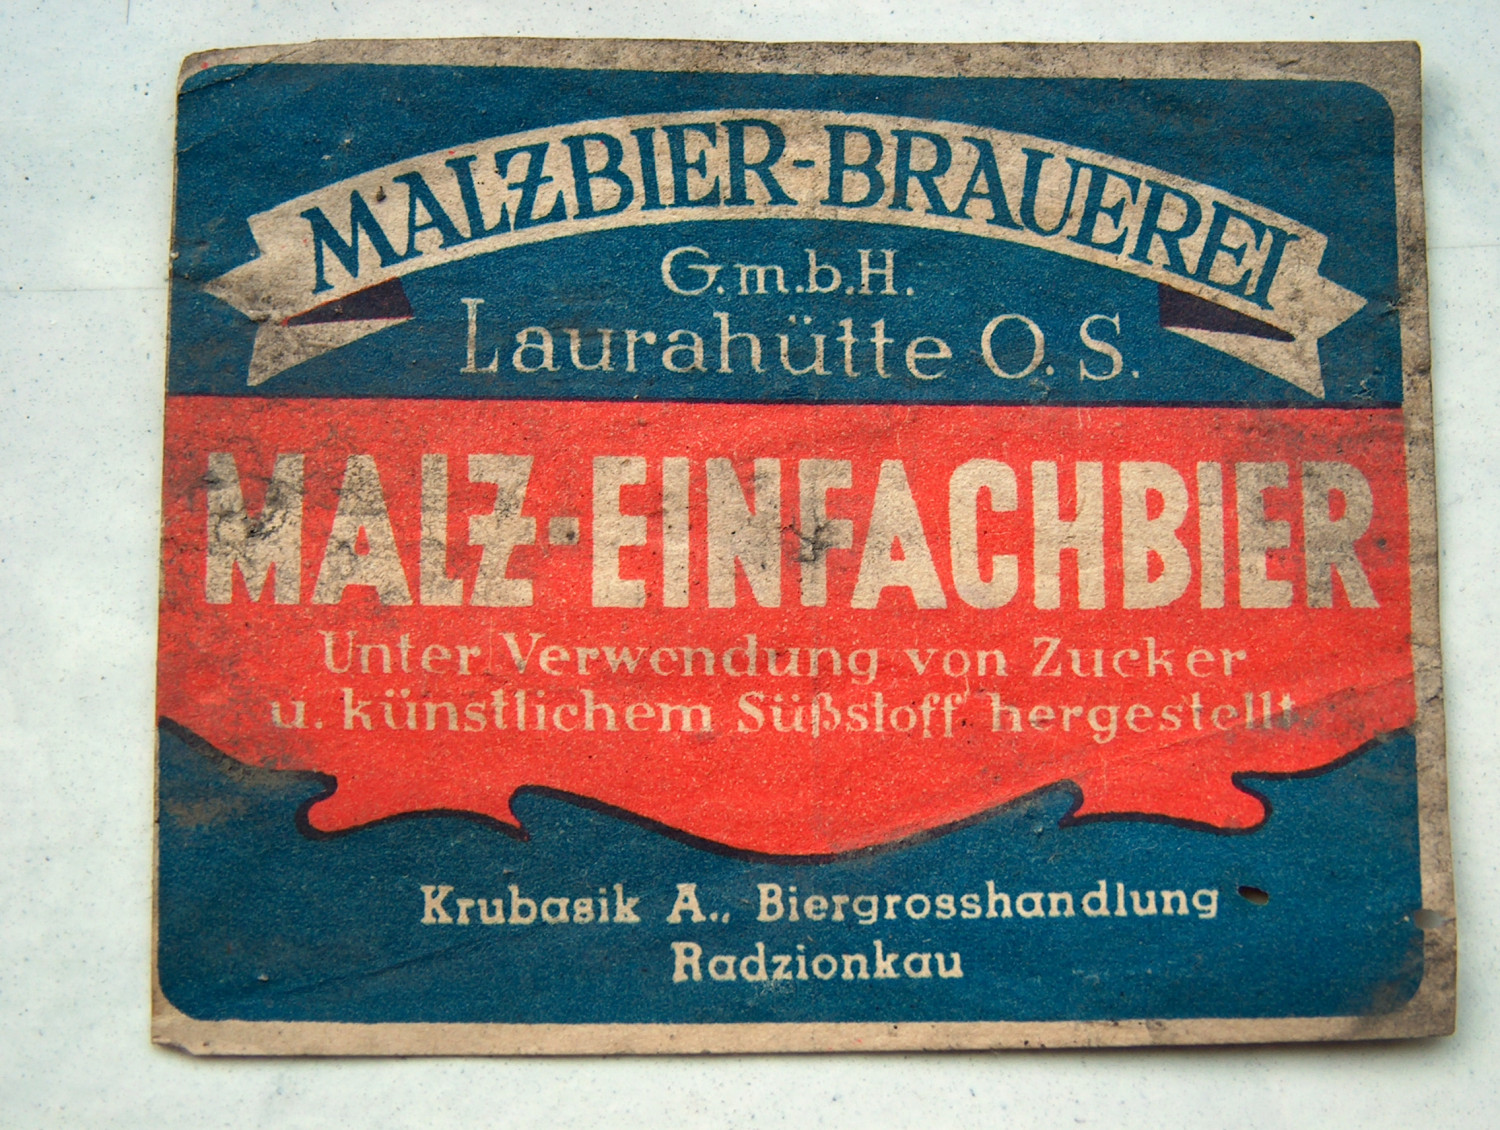 MALZBIER-BRAUEREI
G.m.b.H.
Laurahütte O.S.
MALZ-EINFACHBIER
Unter Verwendung von Zucker
u. künstlichem Süßstoff hergestellt
Krubasik A., Biergrosshandlung
Radzionkau